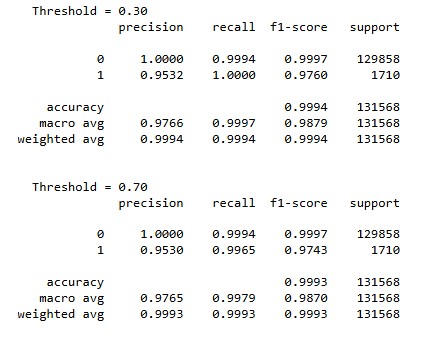 Threshold = 0.30
precision recall f1-score support
0 1.0000 0.9994 0.9997 129858
1 0.9532 1.0000 0.9760 1710
accuracy 0.9994 131568
macro avg 0.9766 0.9997 0.9879 131568
weighted avg 0.9994 0.9994 0.9994 131568
Threshold = 0.70
precision recall f1-score support
0 1.0000 0.9994 0.9997 129858
1 0.9530 0.9965 0.9743 1710
accuracy 0.9993 131568
macro avg 0.9765 0.9979 0.9870 131568
weighted avg 0.9993 0.9993 0.9993 131568